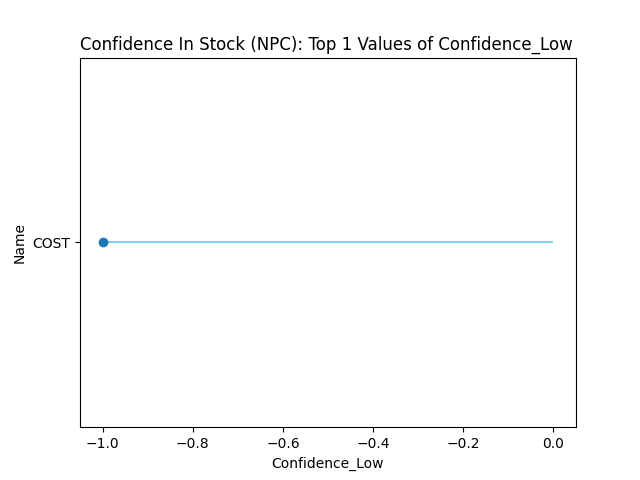 Confidence In Stock (NPC): Top 1 Values of Confidence_Low
Name
COST
−1.0 −0.8 −0.6 −0.4 −0.2 0.0
Confidence_Low